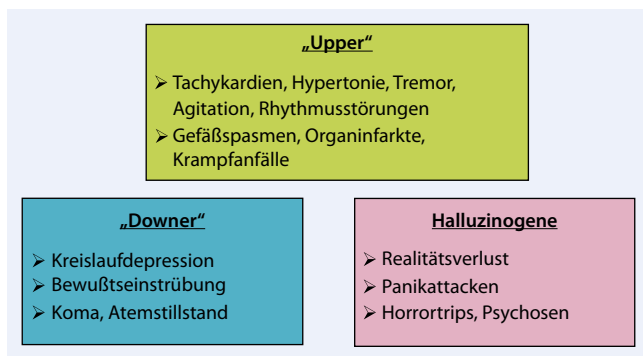 „Upper“
➢ Tachykardien, Hypertonie, Tremor,
Agitation, Rhythmusstörungen
➢ Gefäßspasmen, Organinfarkte,
Krampfanfälle
„Downer“
➢ Kreislaufdepression
➢ Bewußtseinstrübung
➢ Koma, Atemstillstand
Halluzinogene
➢ Realitätsverlust
➢ Panikattacken
➢ Horrortrips, Psychosen